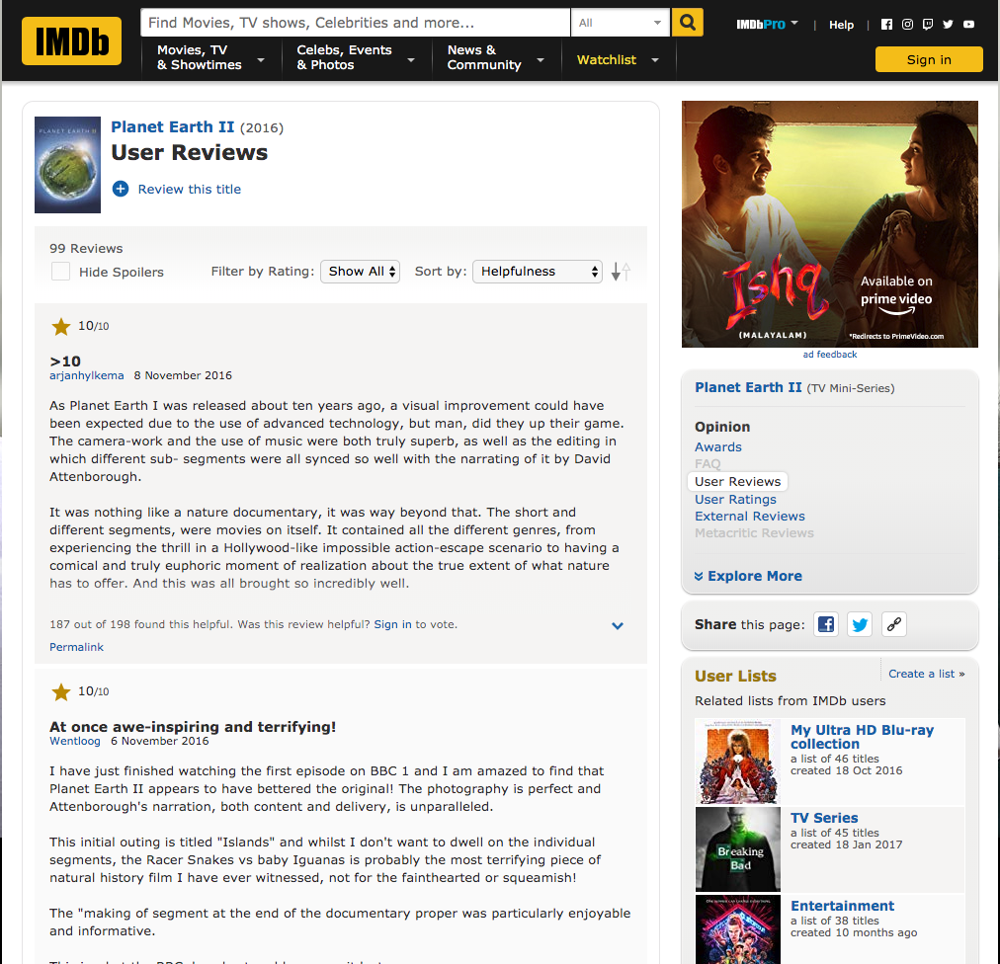 IMDb
Find Movies, TV shows, Celebrities and more...
All
IMDbPro
|
Help
|
Movies, TV
& Showtimes
Celebs, Events
& Photos
News &
Community
Watchlist
Sign in
PLANET EARTH II
Planet Earth II (2016)
User Reviews
Review this title
99 Reviews
Hide Spoilers
Filter by Rating: Show All
Sort by: Helpfulness
10/10
>10
arjanhylkema 8 November 2016
As Planet Earth I was released about ten years ago, a visual improvement could have
been expected due to the use of advanced technology, but man, did they up their game.
The camera-work and the use of music were both truly superb, as well as the editing in
which different sub- segments were all synced so well with the narrating of it by David
Attenborough.
It was nothing like a nature documentary, it was way beyond that. The short and
different segments, were movies on itself. It contained all the different genres, from
experiencing the thrill in a Hollywood-like impossible action-escape scenario to having a
comical and truly euphoric moment of realization about the true extent of what nature
has to offer. And this was all brought so incredibly well.
187 out of 198 found this helpful. Was this review helpful? Sign in to vote.
Permalink
10/10
At once awe-inspiring and terrifying!
Wentloog 6 November 2016
I have just finished watching the first episode on BBC 1 and I am amazed to find that
Planet Earth II appears to have bettered the original! The photography is perfect and
Attenborough's narration, both content and delivery, is unparalleled.
This initial outing is titled "Islands" and whilst I don't want to dwell on the individual
segments, the Racer Snakes vs baby Iguanas is probably the most terrifying piece of
natural history film I have ever witnessed, not for the fainthearted or squeamish!
The "making of segment at the end of the documentary proper was particularly enjoyable
and informative.
Ishq
(MALAYALAM)
Available on
prime video
*Redirects to PrimeVideo.com
ad feedback
Planet Earth II (TV Mini-Series)
Opinion
Awards
FAQ
User Reviews
User Ratings
External Reviews
Metacritic Reviews
Explore More
Share this page:
User Lists
Create a list »
Related lists from IMDb users
My Ultra HD Blu-ray
collection
a list of 46 titles
created 18 Oct 2016
Breaking
Bad
TV Series
a list of 45 titles
created 18 Jan 2017
Entertainment
a list of 38 titles
created 10 months ago